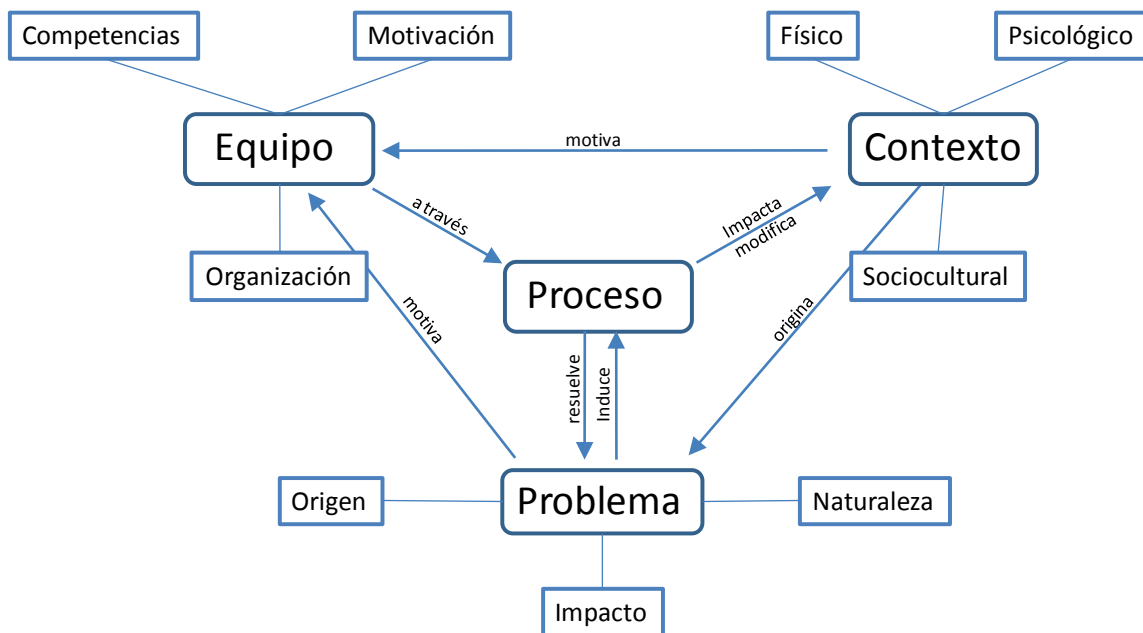 Competencias
Motivación
Físico
Psicológico
Equipo
motiva
Contexto
a través
Impacta
modifica
Organización
Proceso
Sociocultural
motiva
resuelve
Induce
origina
Origen
Problema
Naturaleza
Impacto